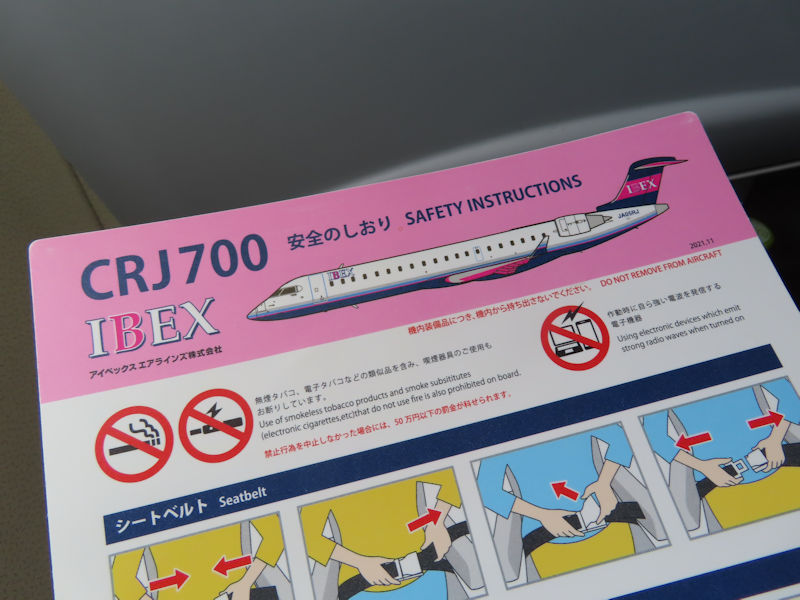 CRJ700 安全のしおり SAFETY INSTRUCTIONS
IBEX
IBEX
JA05RJ
2021.11
IBEX
アイベックス エアラインズ株式会社
機内装備品につき、機内から持ち出さないでください。 DO NOT REMOVE FROM AIRCRAFT
無煙タバコ、電子タバコなどの類似品を含み、喫煙器具のご使用も
お断りしています。
Use of smokeless tobacco products and smoke subsititutes
(electronic cigarettes,etc)that do not use fire is also prohibited on board.
禁止行為を中止しなかった場合には、50万円以下の罰金が科せられます。
作動時に自ら強い電波を発信する
電子機器
Using electronic devices which emit
strong radio waves when turned on
シートベルト Seatbelt